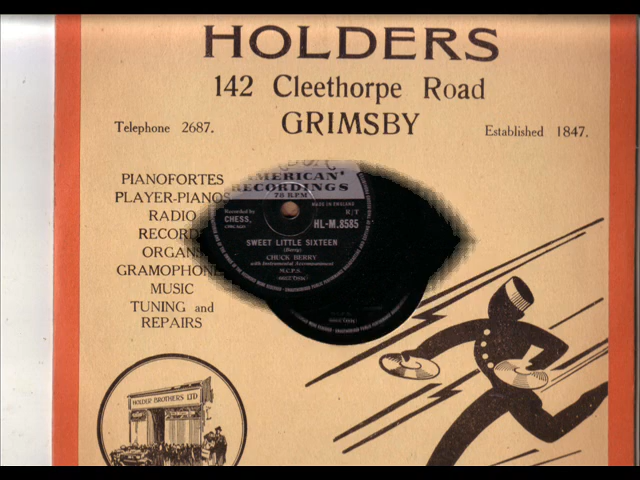 HOLDERS
142 Cleethorpe Road
GRIMSBY
Telephone 2687.
Established 1847.
PIANOFORTES
PLAYER-PIANOS
RADIO
RECORD
ORGANS
GRAMOPHONE
MUSIC
TUNING and
REPAIRS
AMERICAN
RECORDINGS
78 RPM
MADE IN ENGLAND
Recorded by
CHESS,
K/T
HL-M.8585
SWEET LITTLE SIXTEEN
(Berry)
CHUCK BERRY
with Instrumental Accompaniment
M.C.P.S.
HOLDER BROTHERS LTD